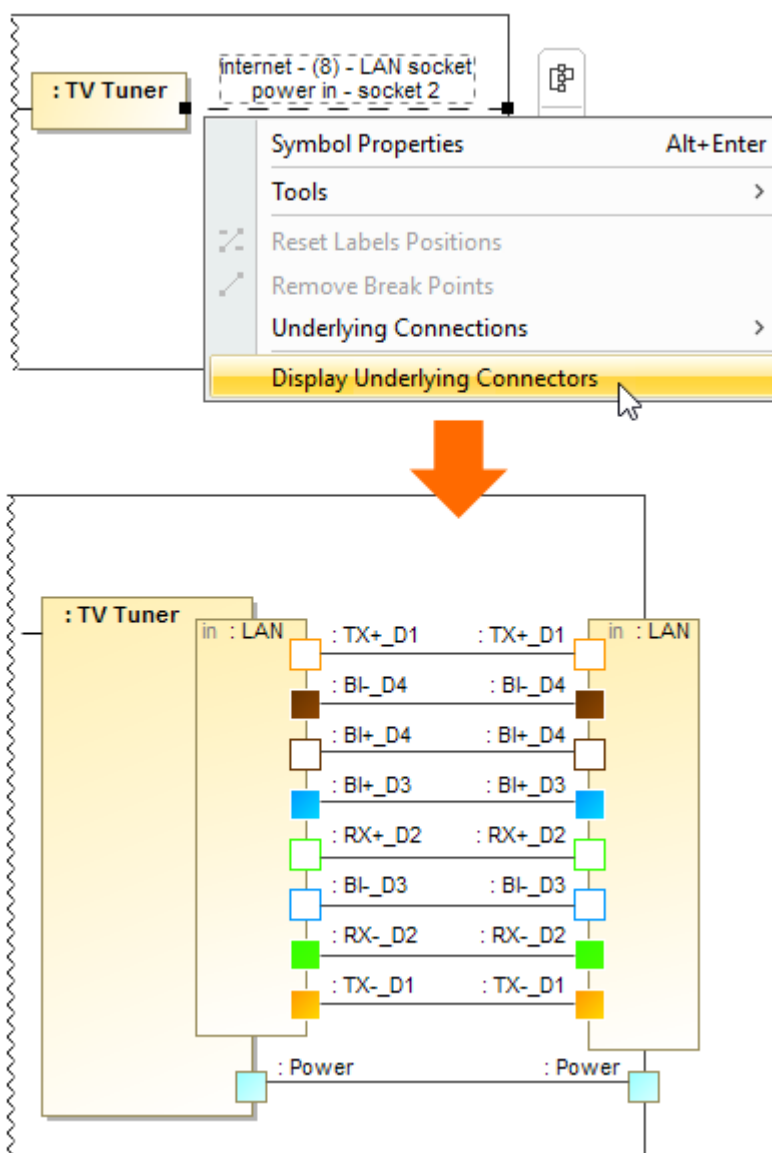 internet - (8) - LAN socket
power in - socket 2
: TV Tuner
Symbol Properties Alt+Enter
Tools >
Reset Labels Positions
Remove Break Points
Underlying Connections >
Display Underlying Connectors
: TV Tuner
in : LAN
in : LAN
: TX+_D1 : TX+_D1
: BI-_D4 : BI-_D4
: BI+_D4 : BI+_D4
: BI+_D3 : BI+_D3
: RX+_D2 : RX+_D2
: BI-_D3 : BI-_D3
: RX-_D2 : RX-_D2
: TX-_D1 : TX-_D1
: Power : Power